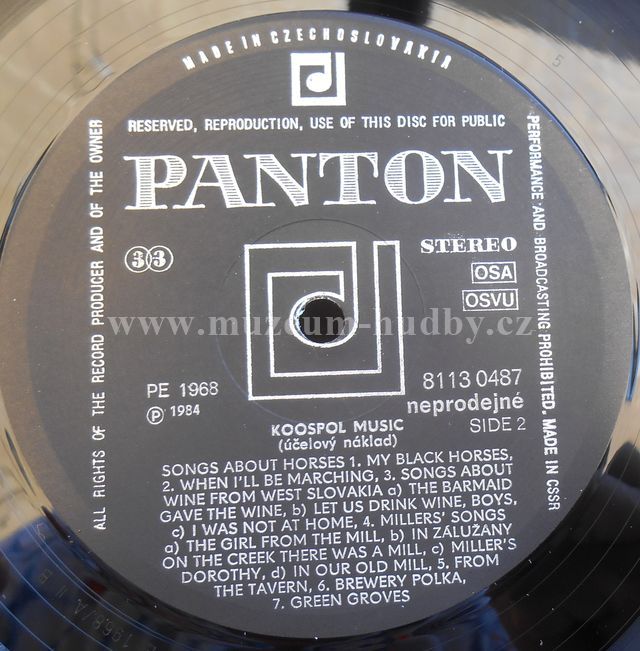 MADE IN CZECHOSLOVAKIA
RESERVED, REPRODUCTION, USE OF THIS DISC FOR PUBLIC
PERFORMANCE AND BROADCASTING PROHIBITED. MADE IN CSSR
ALL RIGHTS OF THE RECORD PRODUCER AND OF THE OWNER
PANTON
33
STEREO
OSA
OSVU
www.muzeum-hudby.cz
PE 1968
℗ 1984
8113 0487
neprodejné
SIDE 2
KOOSPOL MUSIC
(účelový náklad)
SONGS ABOUT HORSES 1. MY BLACK HORSES,
2. WHEN I'LL BE MARCHING, 3. SONGS ABOUT
WINE FROM WEST SLOVAKIA a) THE BARMAID
GAVE THE WINE, b) LET US DRINK WINE, BOYS,
c) I WAS NOT AT HOME, 4. MILLERS' SONGS
a) THE GIRL FROM THE MILL, b) IN ZÁLUŽANY
ON THE CREEK THERE WAS A MILL, c) MILLER'S
DOROTHY, d) IN OUR OLD MILL, 5. FROM
THE TAVERN, 6. BREWERY POLKA,
7. GREEN GROVES